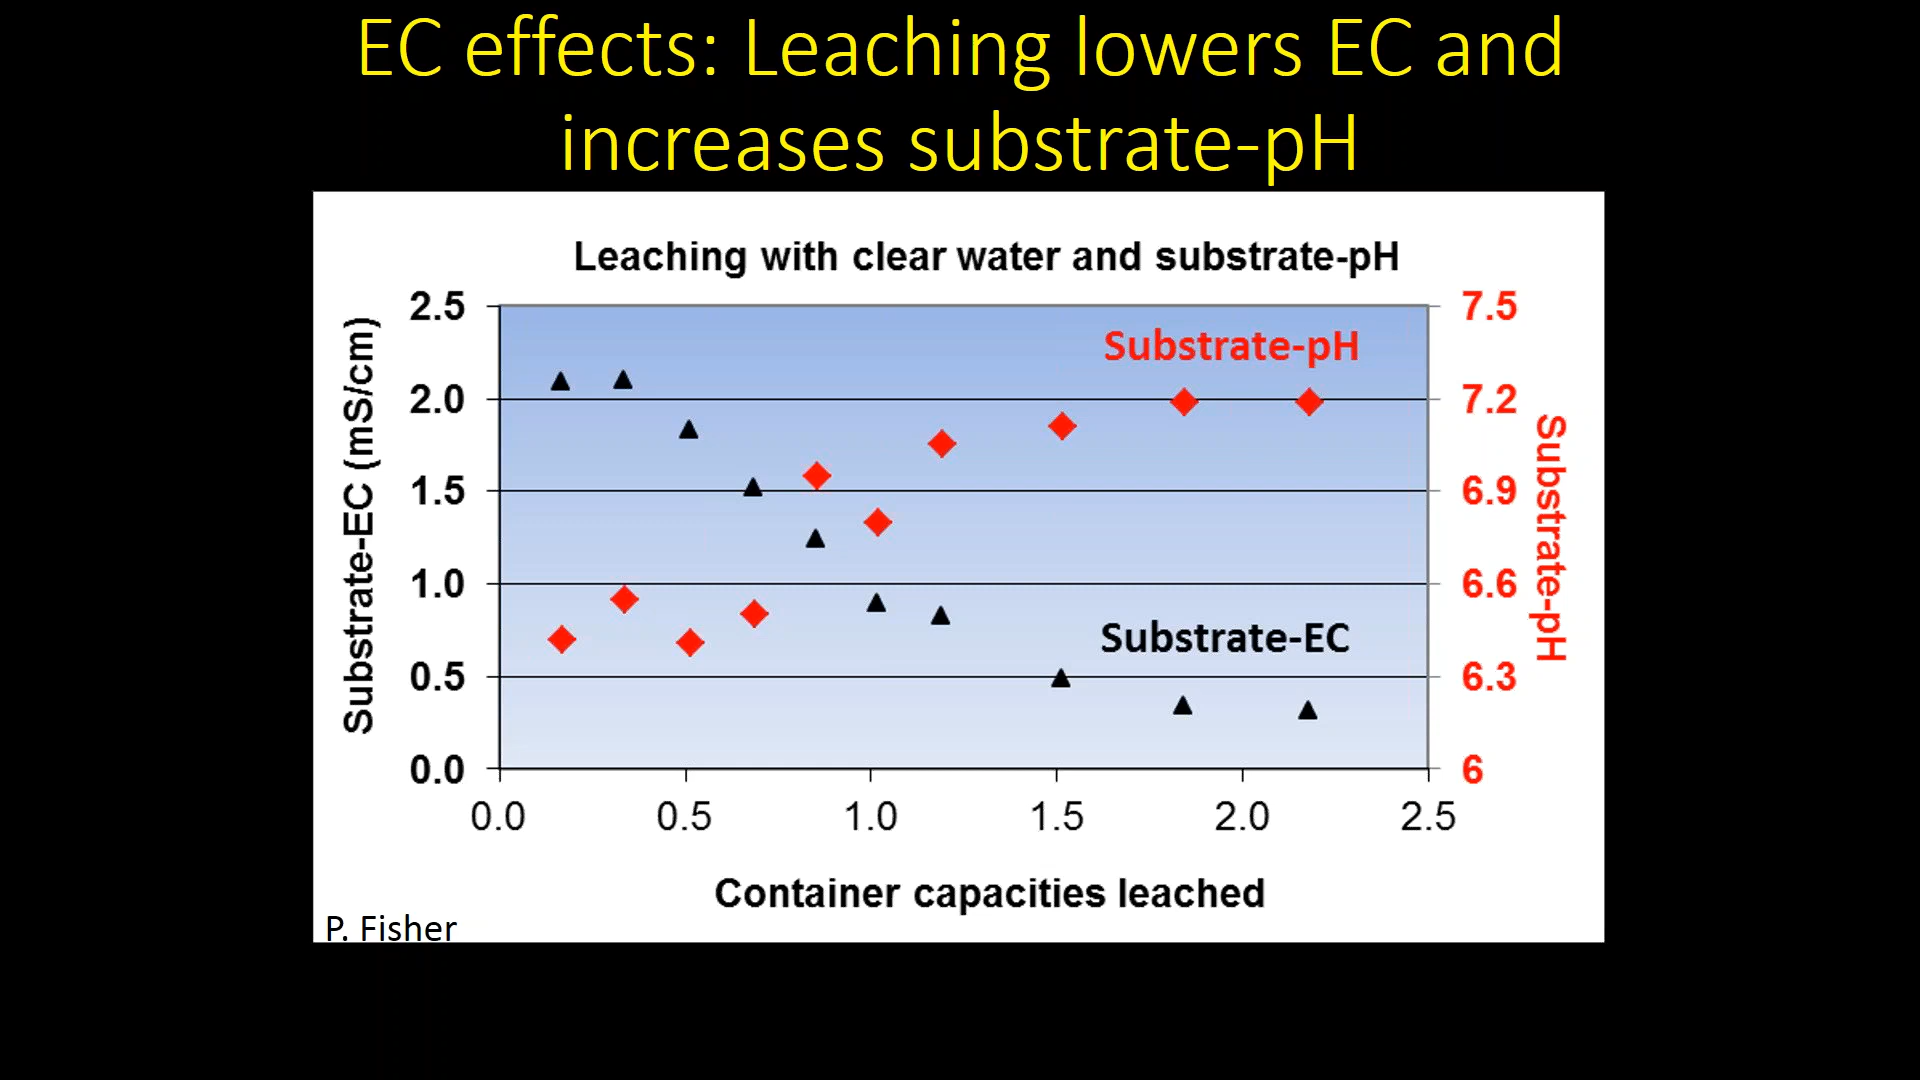 EC effects: Leaching lowers EC and
increases substrate-pH
Leaching with clear water and substrate-pH
Substrate-EC (mS/cm)
2.5
2.0
1.5
1.0
0.5
0.0
Substrate-pH
Substrate-EC
7.5
7.2
6.9
6.6
6.3
6
Substrate-pH
0.0 0.5 1.0 1.5 2.0 2.5
Container capacities leached
P. Fisher